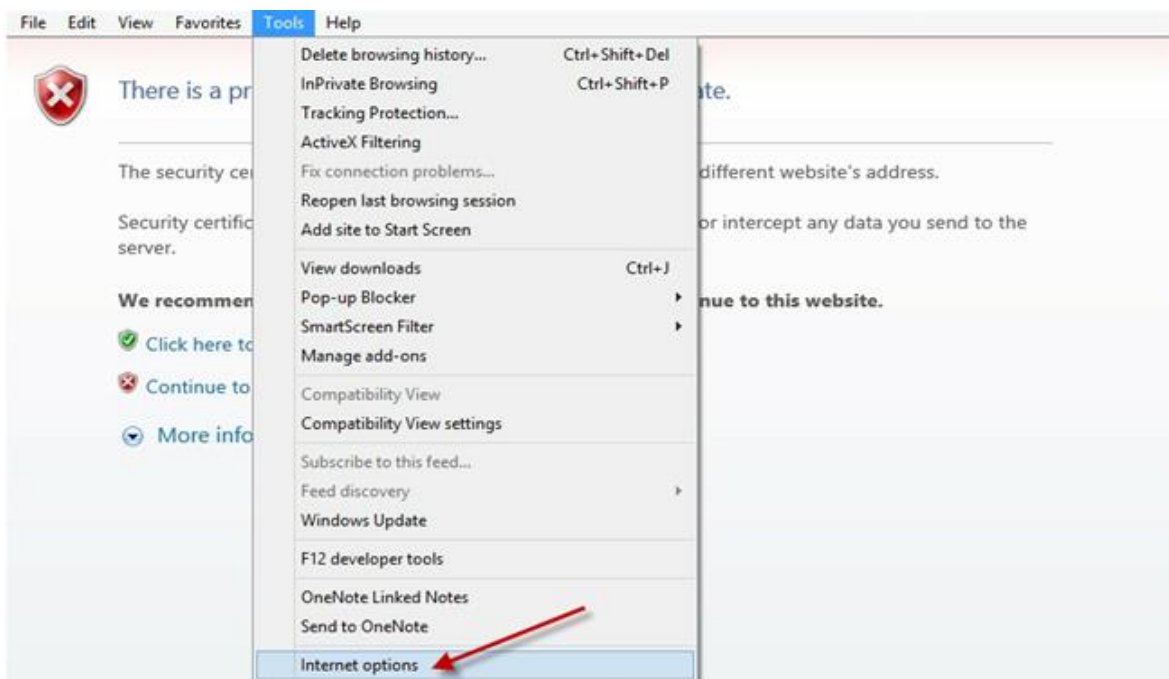 File Edit View Favorites Tools Help
Delete browsing history... Ctrl+Shift+Del
InPrivate Browsing Ctrl+Shift+P
Tracking Protection...
ActiveX Filtering
Fix connection problems...
Reopen last browsing session
Add site to Start Screen
View downloads Ctrl+J
Pop-up Blocker
SmartScreen Filter
Manage add-ons
Compatibility View
Compatibility View settings
Subscribe to this feed...
Feed discovery
Windows Update
F12 developer tools
OneNote Linked Notes
Send to OneNote
Internet options
There is a pr
The security different website's address.
Security or intercept any data you send to the
server.
We nue to this website.
Click here to
Continue to
More info